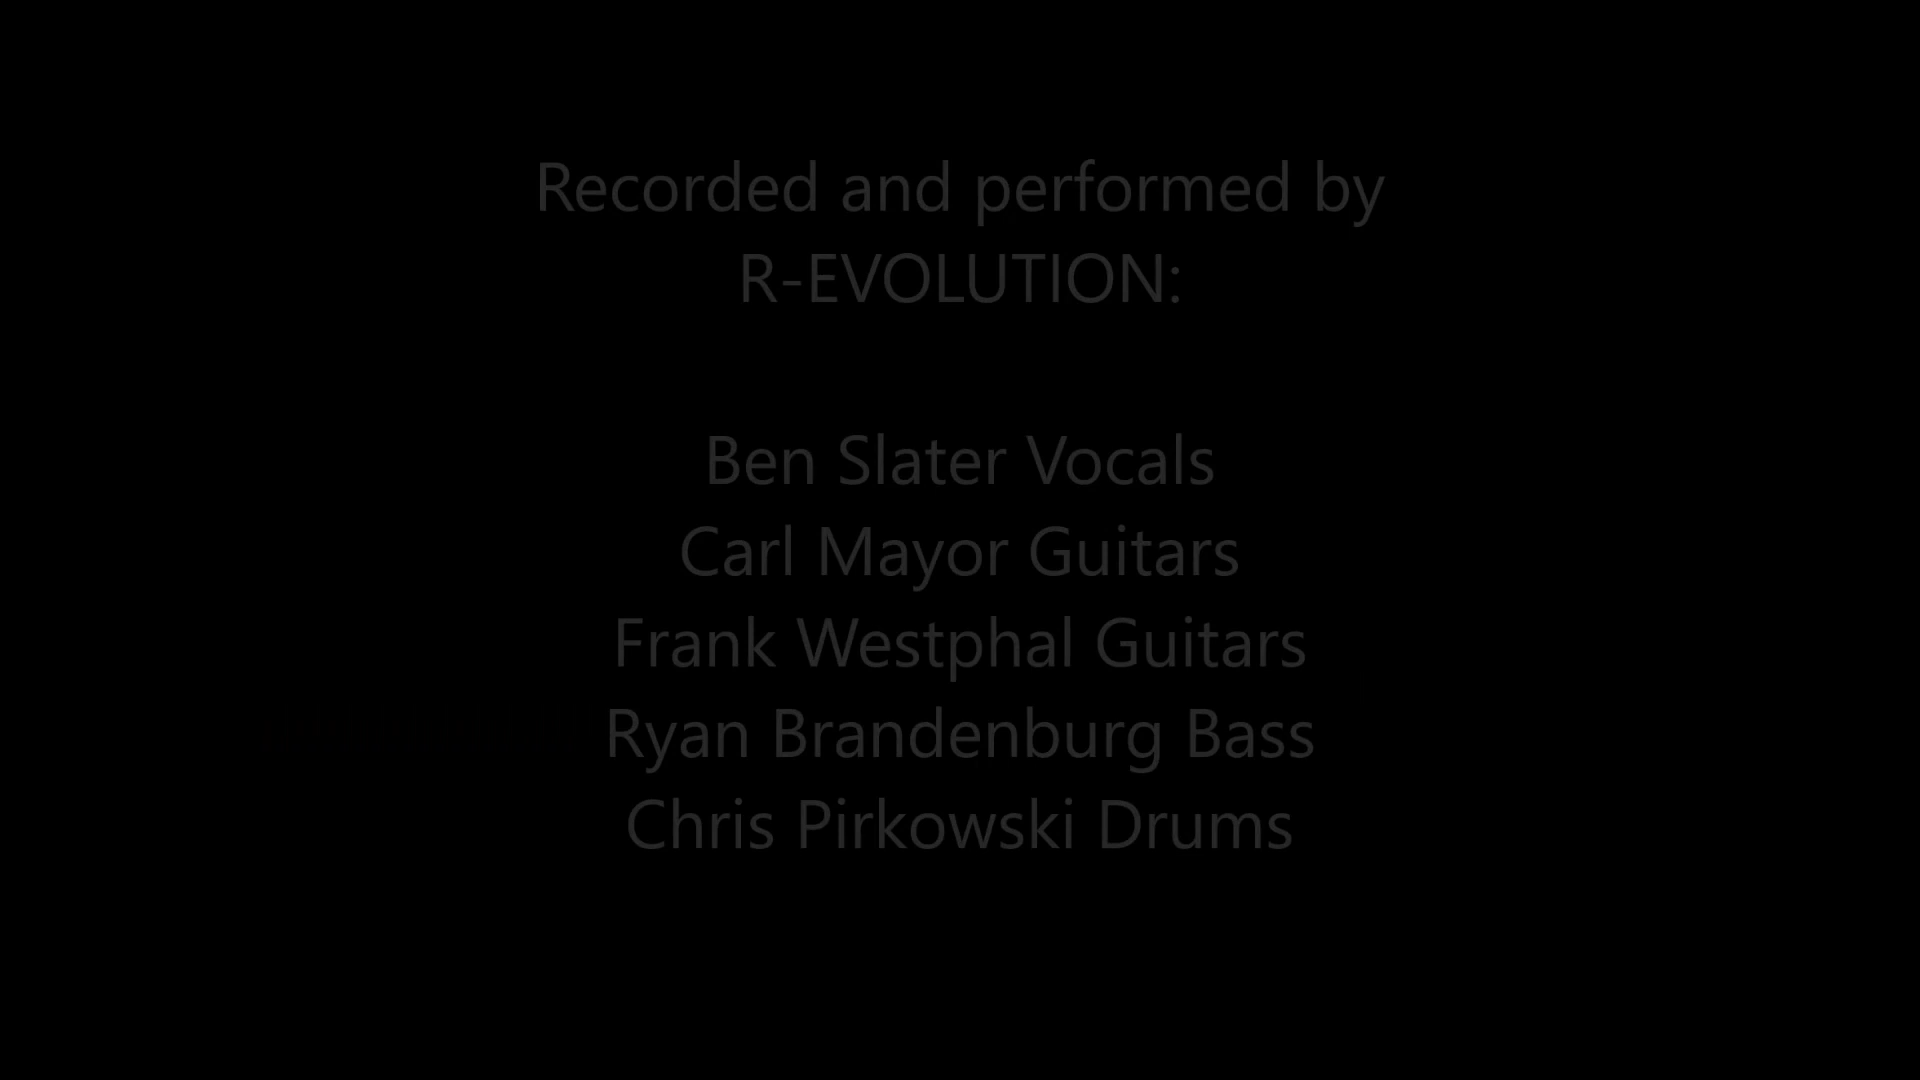 Recorded and performed by
R-EVOLUTION:
Ben Slater Vocals
Carl Mayor Guitars
Frank Westphal Guitars
Ryan Brandenburg Bass
Chris Pirkowski Drums